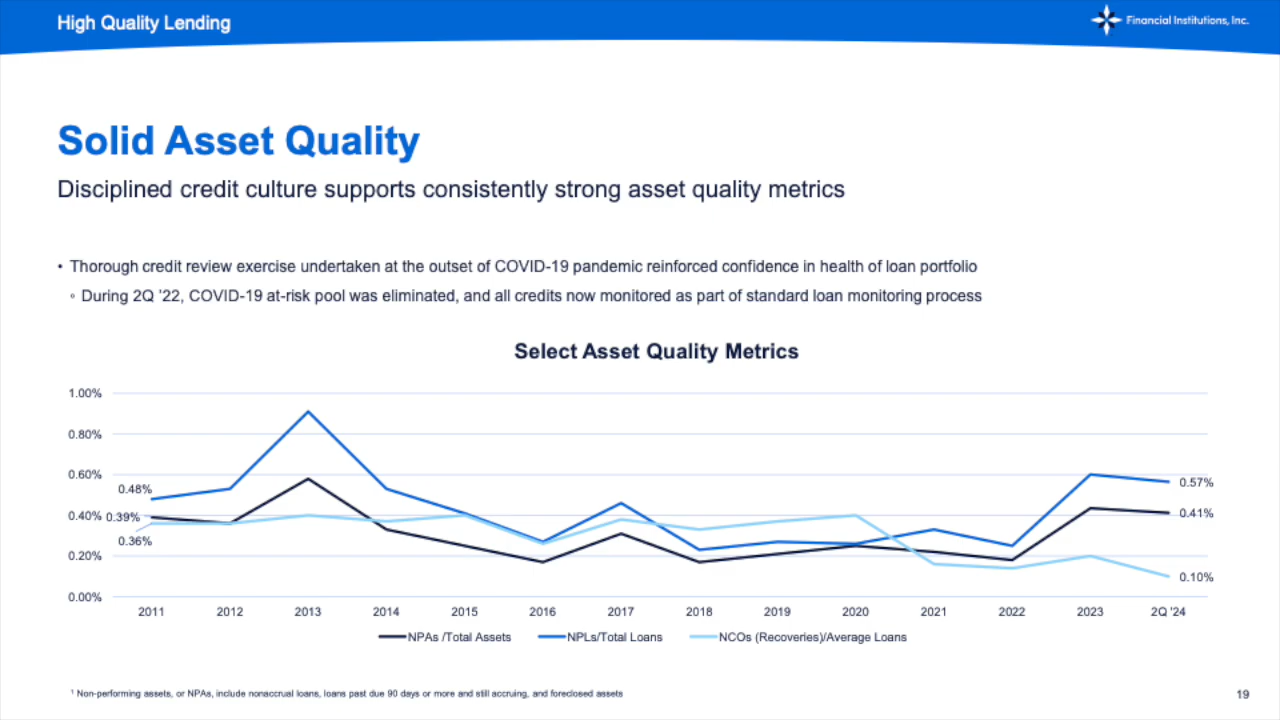 High Quality Lending
Financial Institutions, Inc.
Solid Asset Quality
Disciplined credit culture supports consistently strong asset quality metrics
• Thorough credit review exercise undertaken at the outset of COVID-19 pandemic reinforced confidence in health of loan portfolio
◦ During 2Q '22, COVID-19 at-risk pool was eliminated, and all credits now monitored as part of standard loan monitoring process
Select Asset Quality Metrics
1.00%
0.80%
0.60%
0.40%
0.20%
0.00%
0.48%
0.39%
0.36%
0.57%
0.41%
0.10%
2011 2012 2013 2014 2015 2016 2017 2018 2019 2020 2021 2022 2023 2Q '24
NPAs /Total Assets NPLs/Total Loans NCOs (Recoveries)/Average Loans
¹ Non-performing assets, or NPAs, include nonaccrual loans, loans past due 90 days or more and still accruing, and foreclosed assets
19